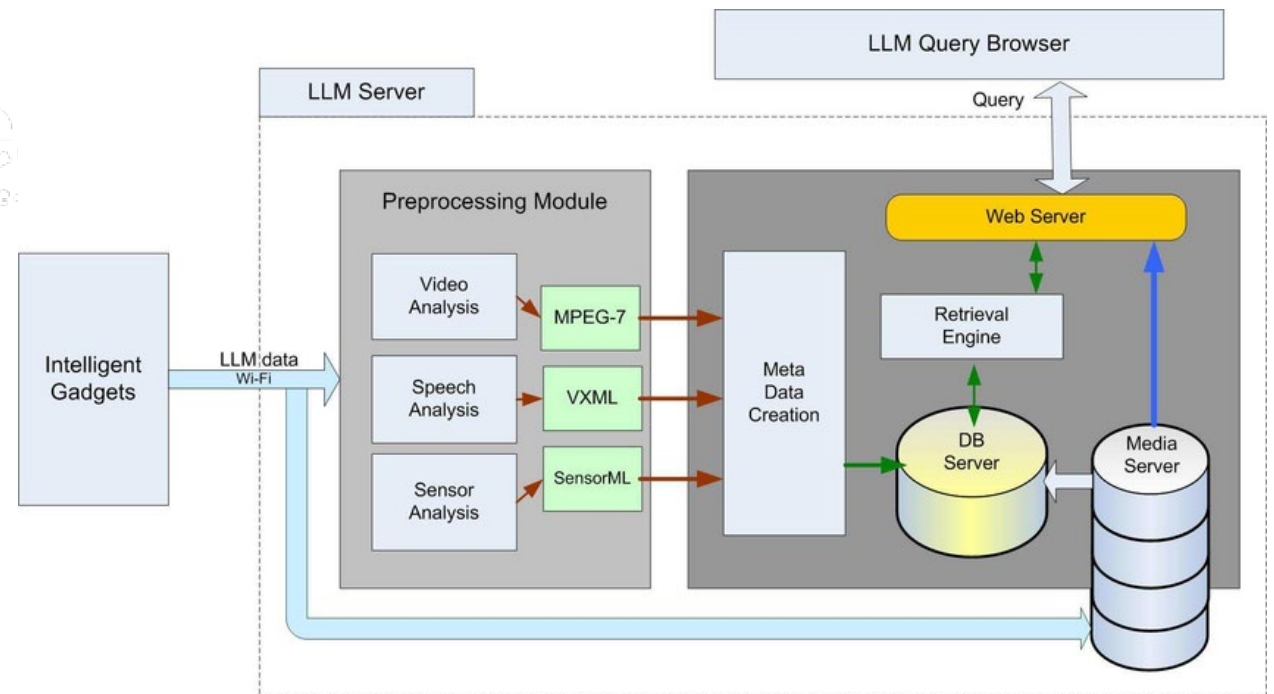 LLM Query Browser
LLM Server
Query
Preprocessing Module
Web Server
Video
Analysis
MPEG-7
Retrieval
Engine
Intelligent
Gadgets
LLM data
Wi-Fi
Speech
Analysis
VXML
Meta
Data
Creation
DB
Server
Media
Server
Sensor
Analysis
SensorML